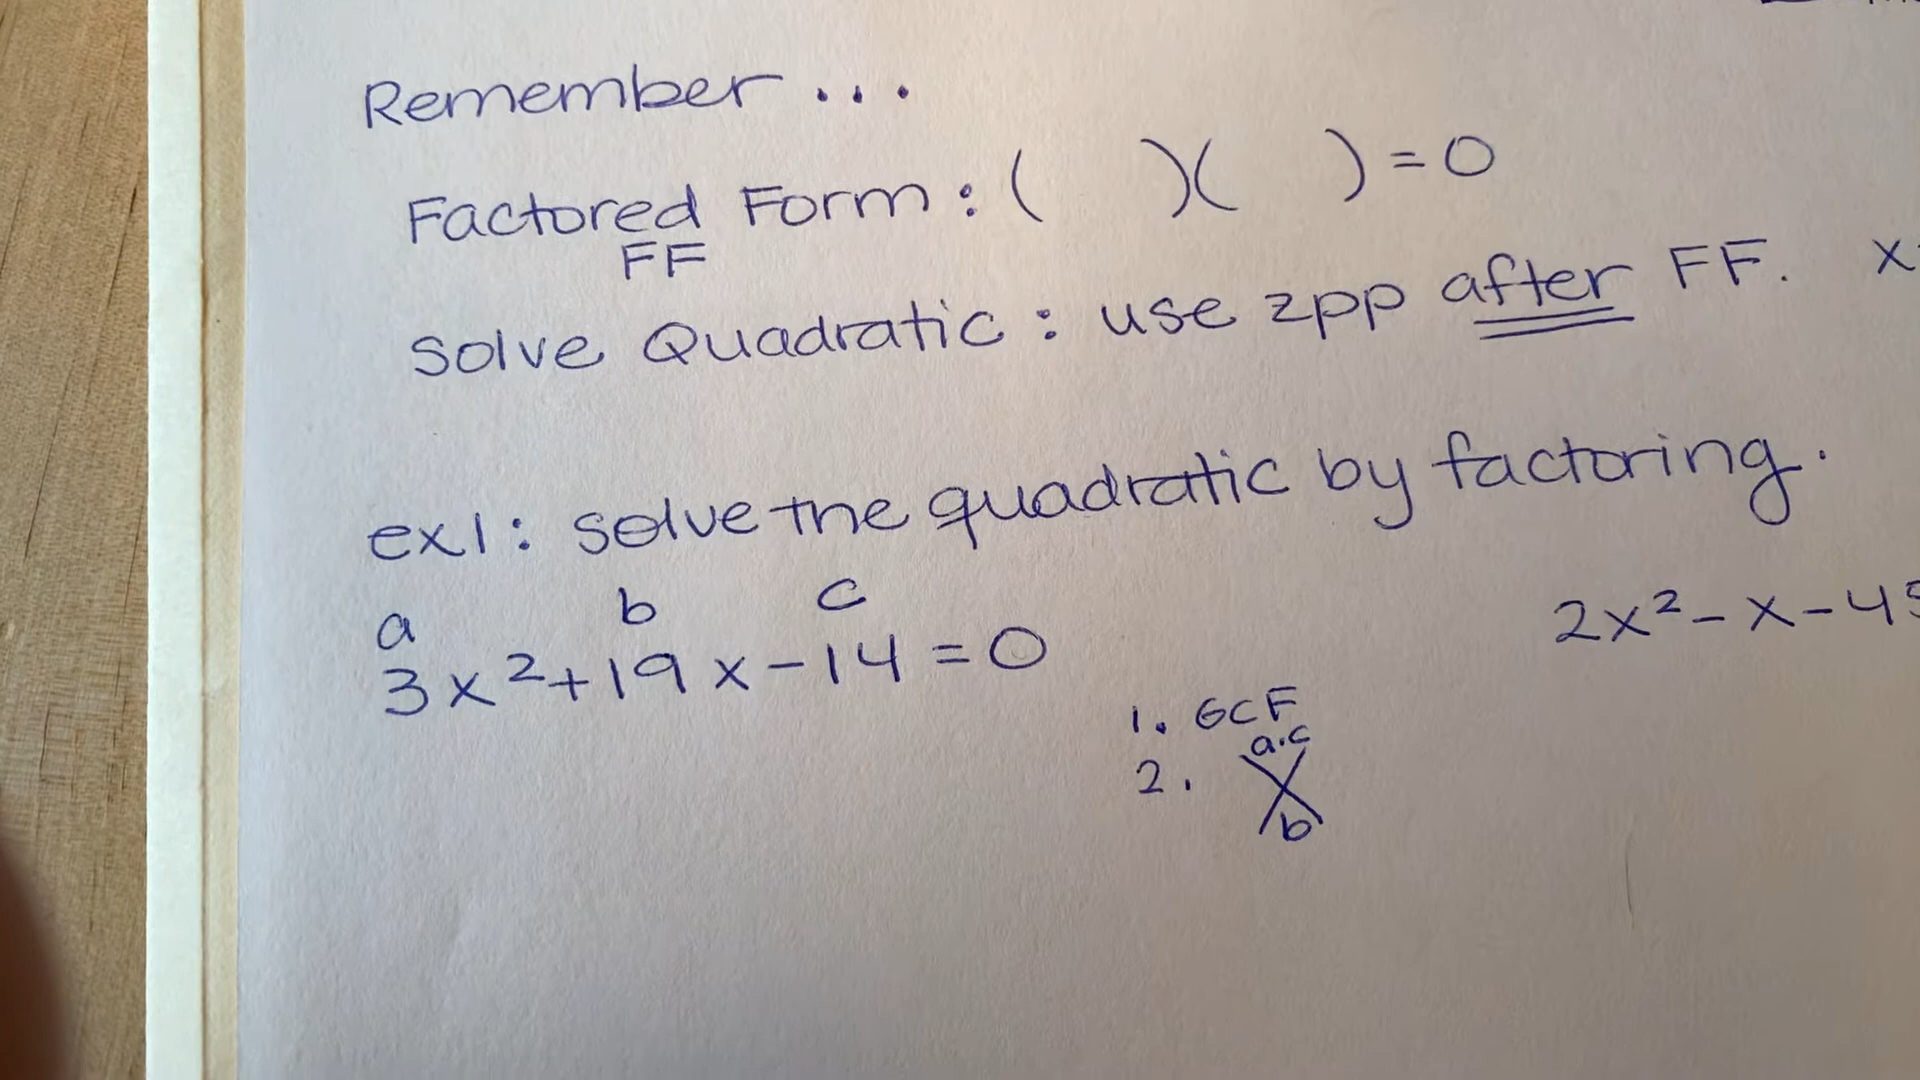 Remember ...
Factored Form : (   )(   ) = 0
FF
Solve Quadratic : use zpp after FF. x
ex1: solve the quadratic by factoring.
a b c
3x²+19x-14=0
2x²-x-45
1. GCF
2. a·c
b